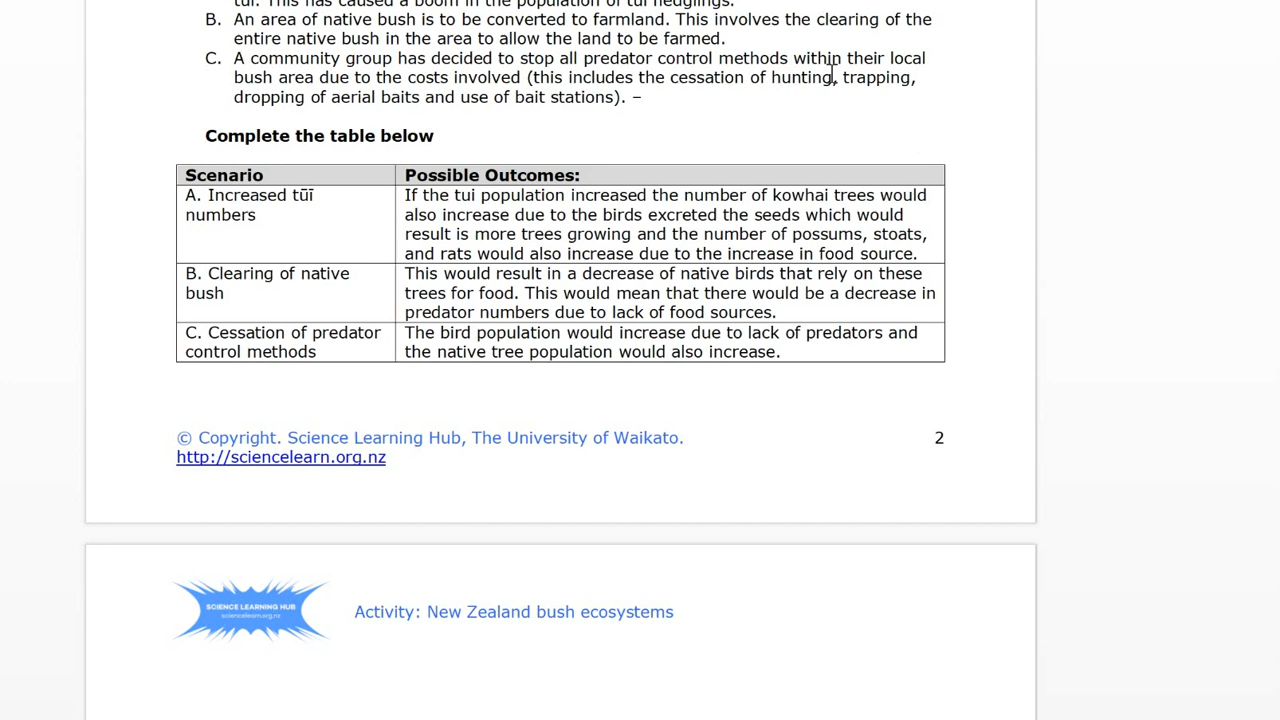 tui. This has caused a boom in the population of tui fledglings.
B. An area of native bush is to be converted to farmland. This involves the clearing of the
entire native bush in the area to allow the land to be farmed.
C. A community group has decided to stop all predator control methods within their local
bush area due to the costs involved (this includes the cessation of hunting, trapping,
dropping of aerial baits and use of bait stations). –
Complete the table below
Scenario
Possible Outcomes:
A. Increased tūī
numbers
If the tui population increased the number of kowhai trees would
also increase due to the birds excreted the seeds which would
result is more trees growing and the number of possums, stoats,
and rats would also increase due to the increase in food source.
B. Clearing of native
bush
This would result in a decrease of native birds that rely on these
trees for food. This would mean that there would be a decrease in
predator numbers due to lack of food sources.
C. Cessation of predator
control methods
The bird population would increase due to lack of predators and
the native tree population would also increase.
© Copyright. Science Learning Hub, The University of Waikato.
2
http://sciencelearn.org.nz
SCIENCE LEARNING HUB
sciencelearn.org.nz
Activity: New Zealand bush ecosystems